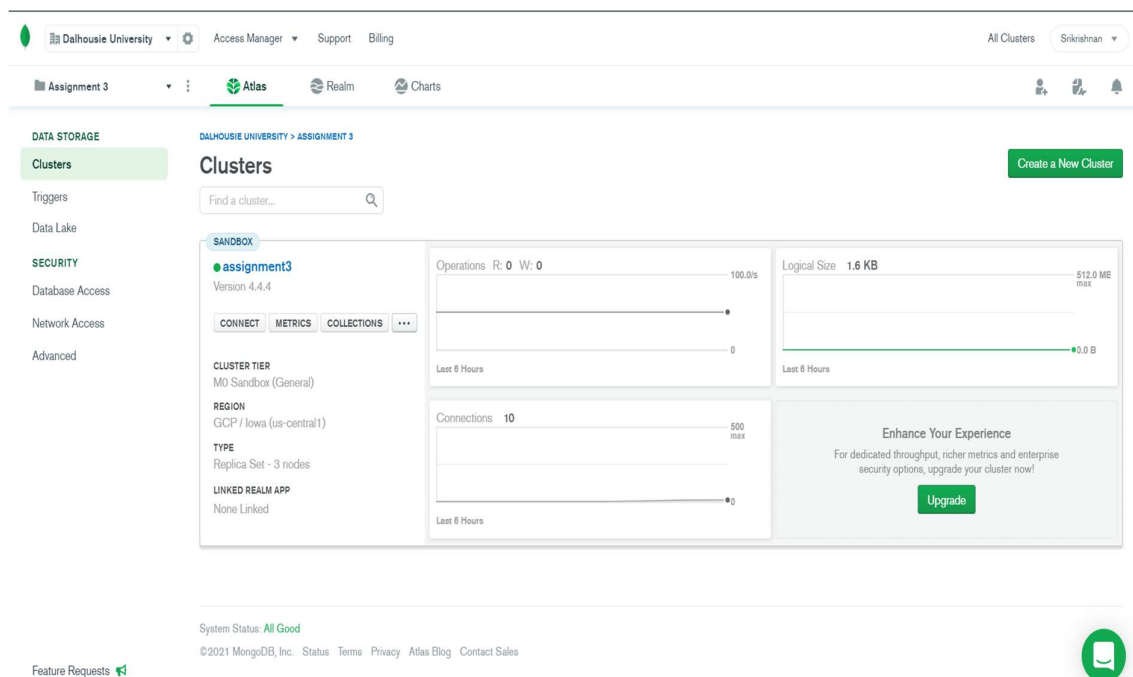 Dalhousie University
Access Manager
Support
Billing
All Clusters
Srikrishnan
Assignment 3
Atlas
Realm
Charts
DATA STORAGE
Clusters
Triggers
Data Lake
SECURITY
Database Access
Network Access
Advanced
Feature Requests
DALHOUSIE UNIVERSITY > ASSIGNMENT 3
Clusters
Create a New Cluster
Find a cluster...
SANDBOX
assignment3
Version 4.4.4
CONNECT
METRICS
COLLECTIONS
...
CLUSTER TIER
M0 Sandbox (General)
REGION
GCP / Iowa (us-central1)
TYPE
Replica Set - 3 nodes
LINKED REALM APP
None Linked
Operations R: 0 W: 0
100.0/s
0
Last 6 Hours
Logical Size 1.6 KB
512.0 MB
max
0.0 B
Last 6 Hours
Connections 10
500
max
0
Last 6 Hours
Enhance Your Experience
For dedicated throughput, richer metrics and enterprise
security options, upgrade your cluster now!
Upgrade
System Status: All Good
©2021 MongoDB, Inc. Status Terms Privacy Atlas Blog Contact Sales